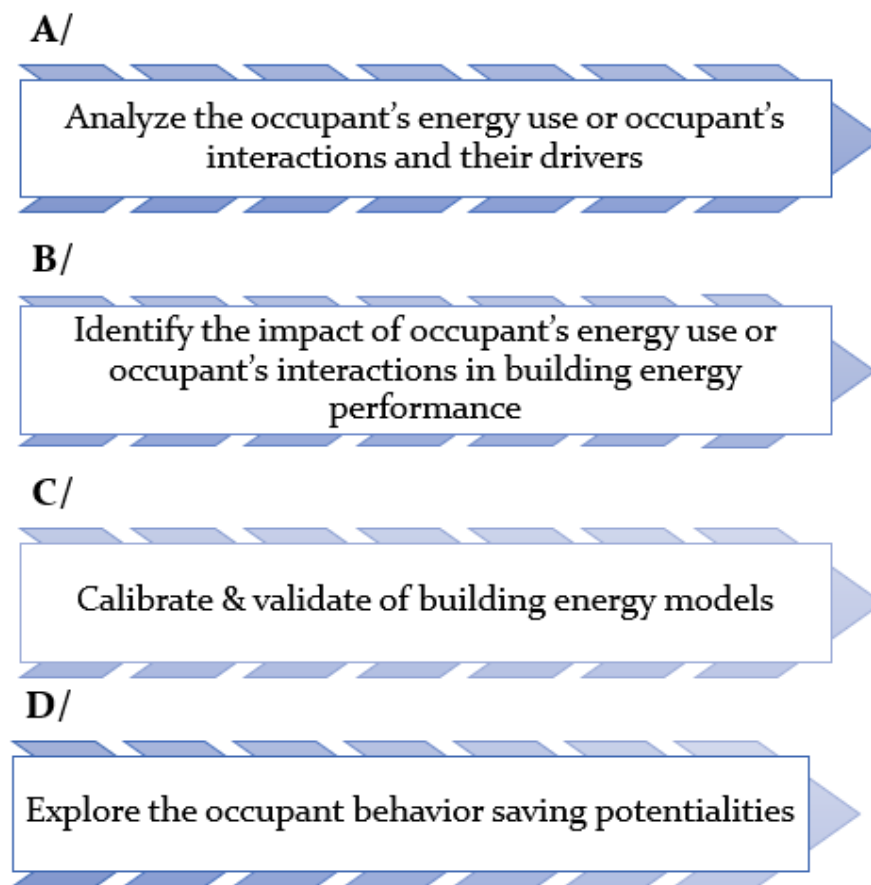 A/
Analyze the occupant’s energy use or occupant’s
interactions and their drivers
B/
Identify the impact of occupant’s energy use or
occupant’s interactions in building energy
performance
C/
Calibrate & validate of building energy models
D/
Explore the occupant behavior saving potentialities